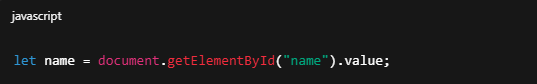 javascript
let name = document.getElementById("name").value;